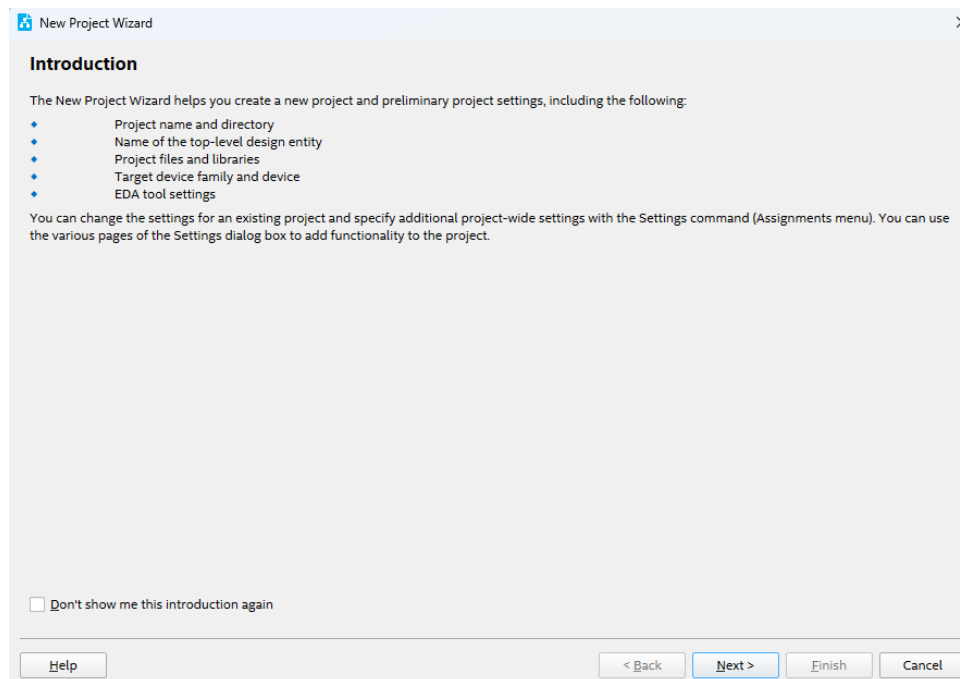 New Project Wizard
Introduction
The New Project Wizard helps you create a new project and preliminary project settings, including the following:
Project name and directory
Name of the top-level design entity
Project files and libraries
Target device family and device
EDA tool settings
You can change the settings for an existing project and specify additional project-wide settings with the Settings command (Assignments menu). You can use
the various pages of the Settings dialog box to add functionality to the project.
Don't show me this introduction again
Help
< Back
Next >
Finish
Cancel